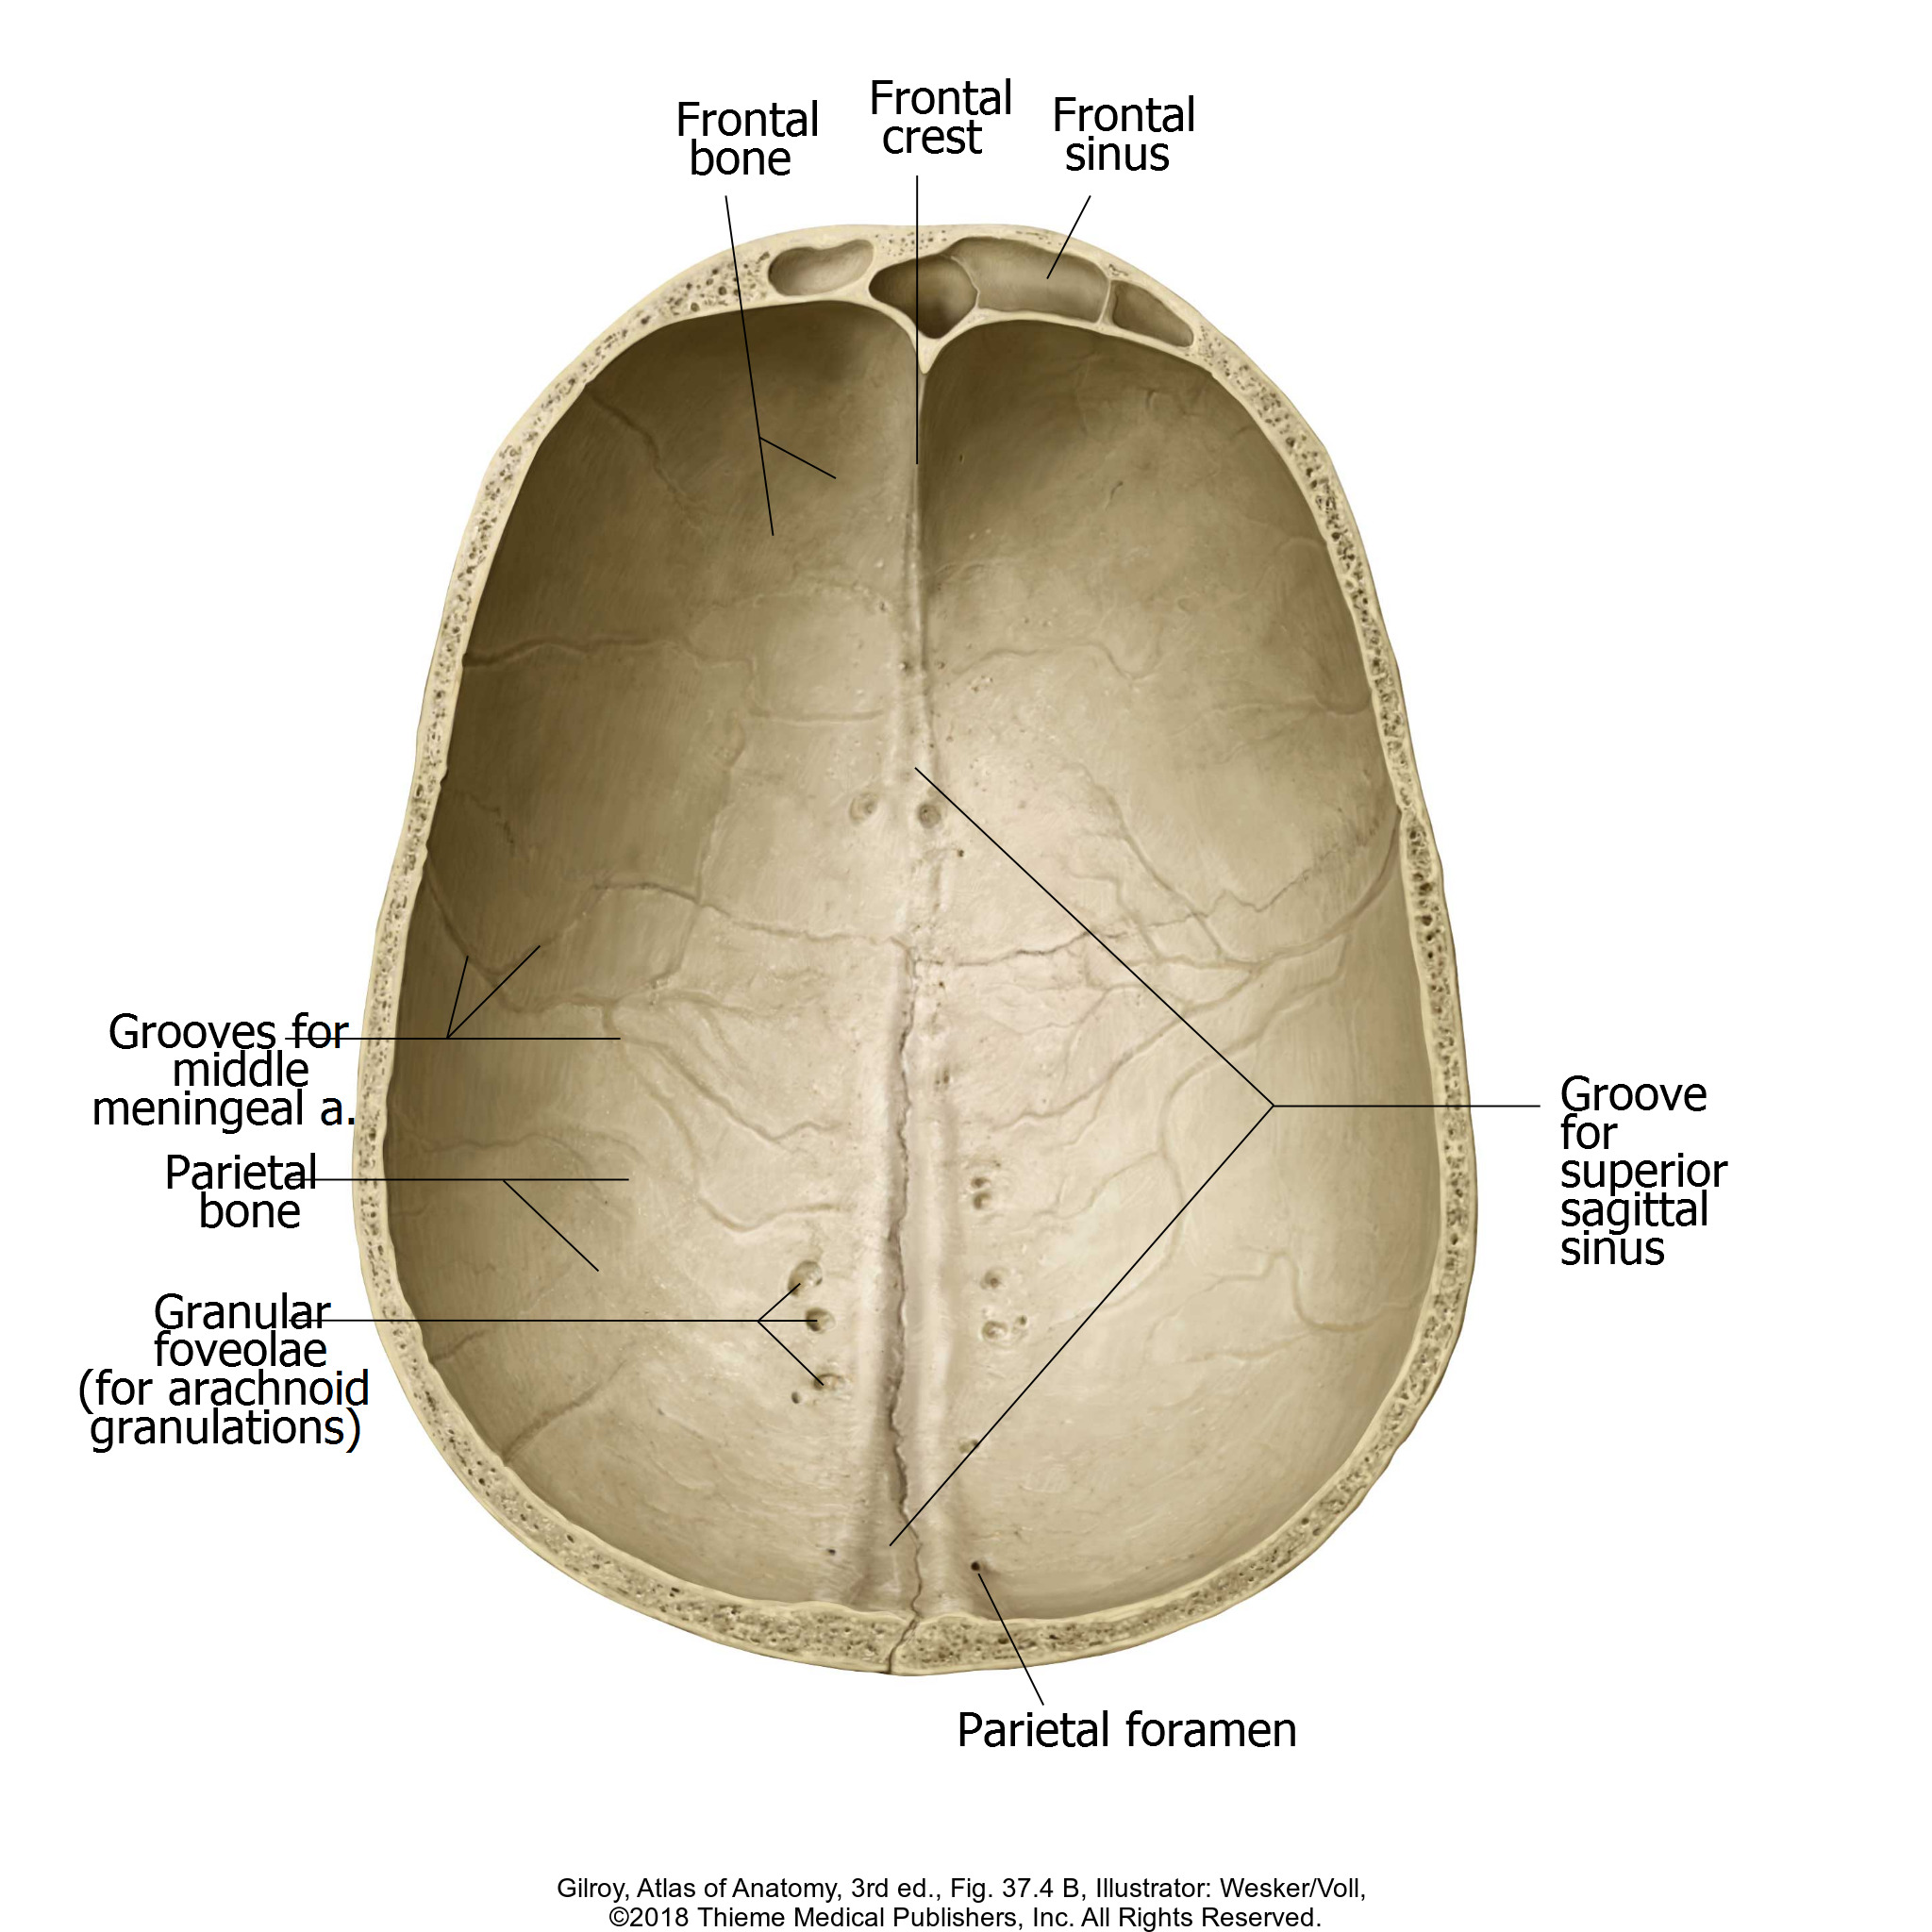 Frontal
bone
Frontal
crest
Frontal
sinus
Grooves for
middle
meningeal a.
Parietal
bone
Granular
foveolae
(for arachnoid
granulations)
Groove
for
superior
sagittal
sinus
Parietal foramen
Gilroy, Atlas of Anatomy, 3rd ed., Fig. 37.4 B, Illustrator: Wesker/Voll,
©2018 Thieme Medical Publishers, Inc. All Rights Reserved.